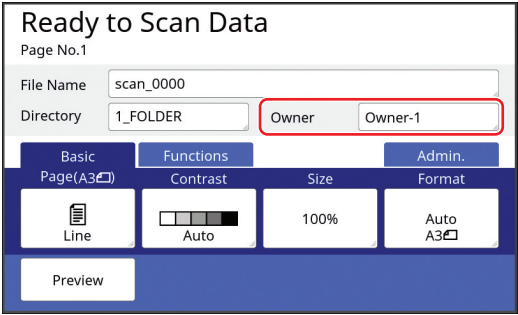 Ready to Scan Data
Page No.1
File Name scan_0000
Directory 1_FOLDER Owner Owner-1
Basic Functions Admin.
Page(A3) Contrast Size Format
Line Auto 100% Auto
A3
Preview